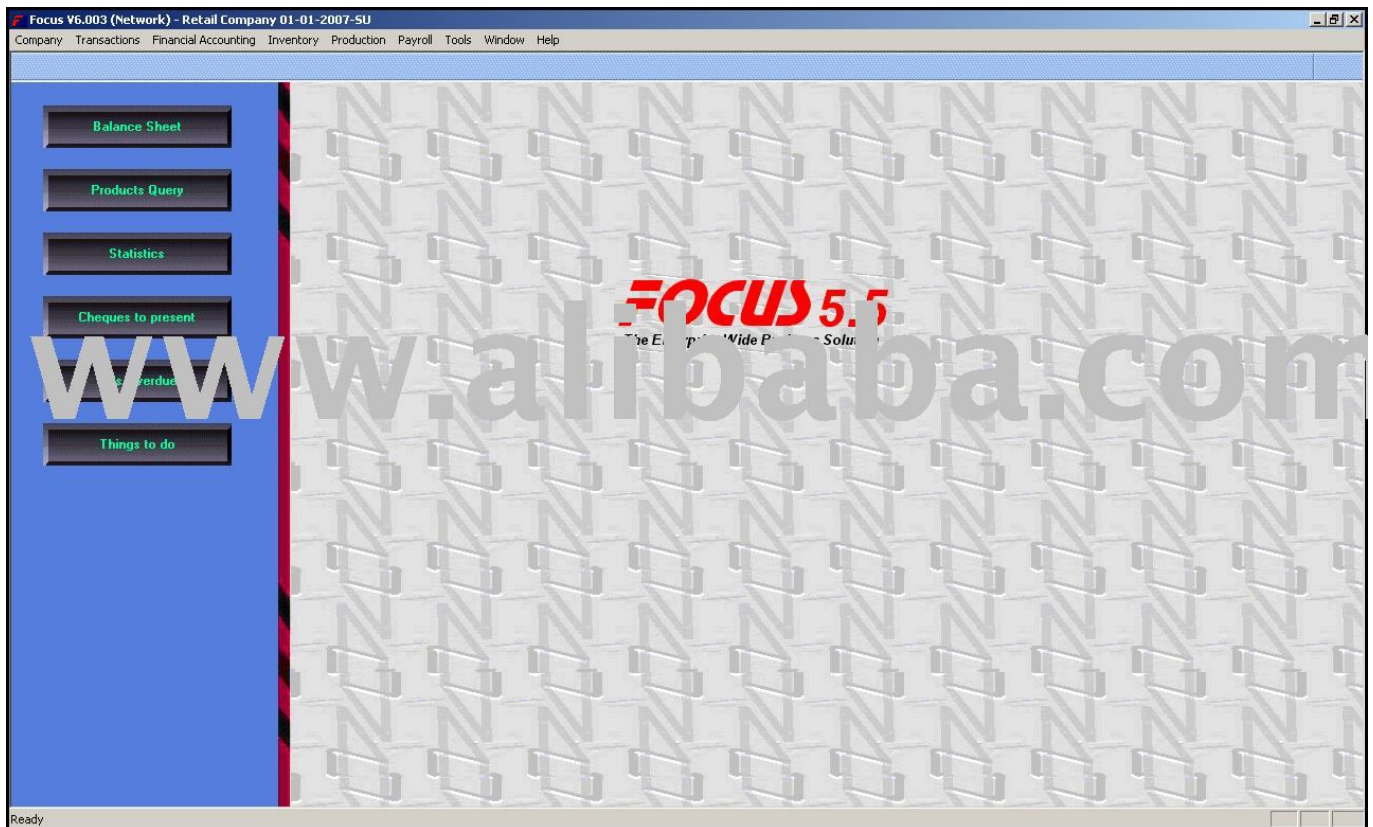 Focus V6.003 (Network) - Retail Company 01-01-2007-SU
Company Transactions Financial Accounting Inventory Production Payroll Tools Window Help
Balance Sheet
Products Query
Statistics
Cheques to present
Things to do
FOCUS 5.5
The Wide
www.alibaba.com
Ready